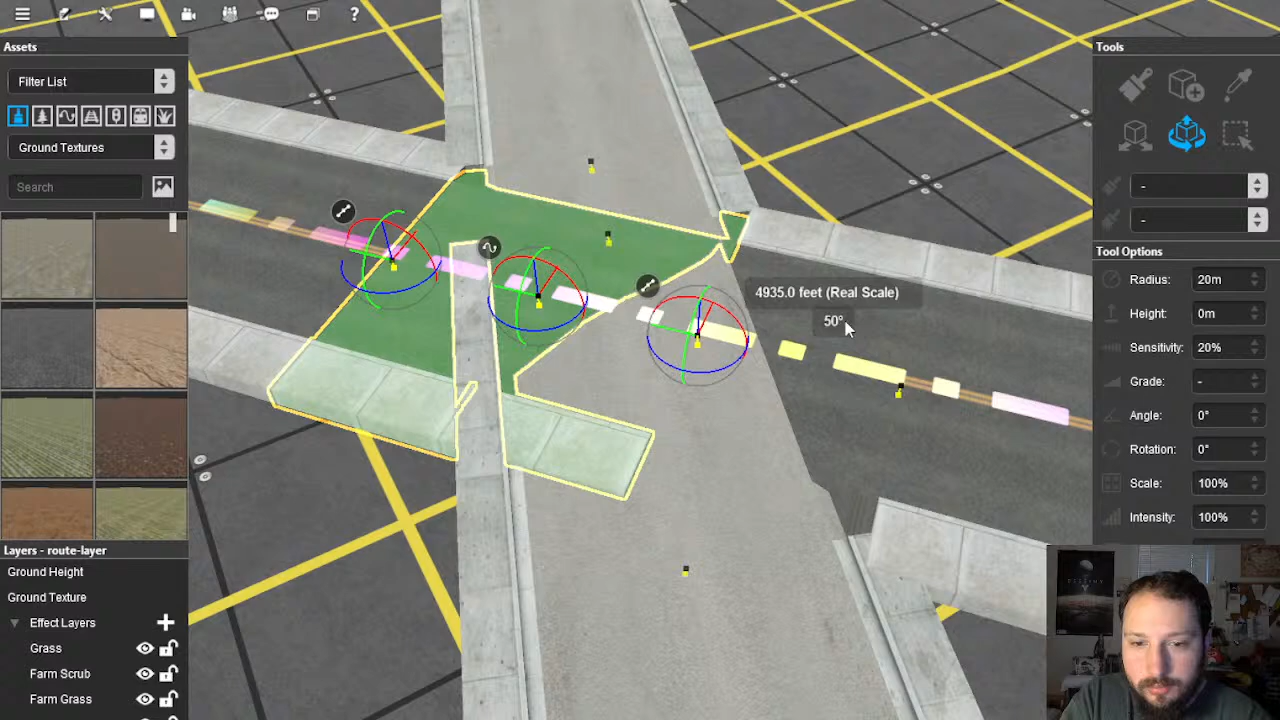 Assets
Filter List
Ground Textures
Search
Layers - route-layer
Ground Height
Ground Texture
Effect Layers
Grass
Farm Scrub
Farm Grass
4935.0 feet (Real Scale)
50°
Tools
-
-
Tool Options
Radius: 20m
Height: 0m
Sensitivity: 20%
Grade: -
Angle: 0°
Rotation: 0°
Scale: 100%
Intensity: 100%
DESTINY